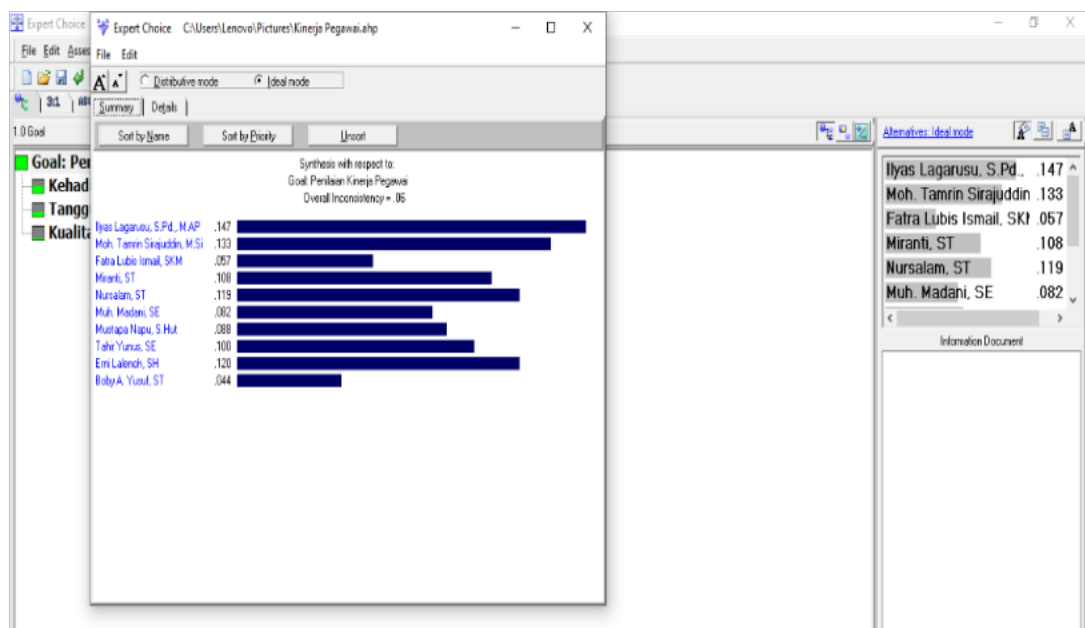 Expert Choice
Expert Choice C:\Users\Lenovo\Pictures\Kinerja Pegawai.ahp
File Edit Asses
File Edit
Distributive mode Ideal mode
3:1 ABC
Summary Details
1.0 Goal
Sort by Name Sort by Priority Unsort
Alternatives: Ideal mode
Goal: Pen
Kehad
Tangg
Kualita
Synthesis with respect to:
Goal: Penilaian Kinerja Pegawai
Overall Inconsistency = .06
Ilyas Lagarusu, S.Pd., M.AP .147
Moh. Tamrin Sirajuddin, M.Si .133
Fatra Lubis Ismail, SKM .057
Miranti, ST .108
Nursalam, ST .119
Muh. Madani, SE .082
Mustapa Napu, S.Hut .088
Tahir Yunus, SE .100
Erni Lalenoh, SH .120
Boby A. Yusuf, ST .044
Ilyas Lagarusu, S.Pd., .147
Moh. Tamrin Sirajuddin .133
Fatra Lubis Ismail, SKM .057
Miranti, ST .108
Nursalam, ST .119
Muh. Madani, SE .082
Information Document